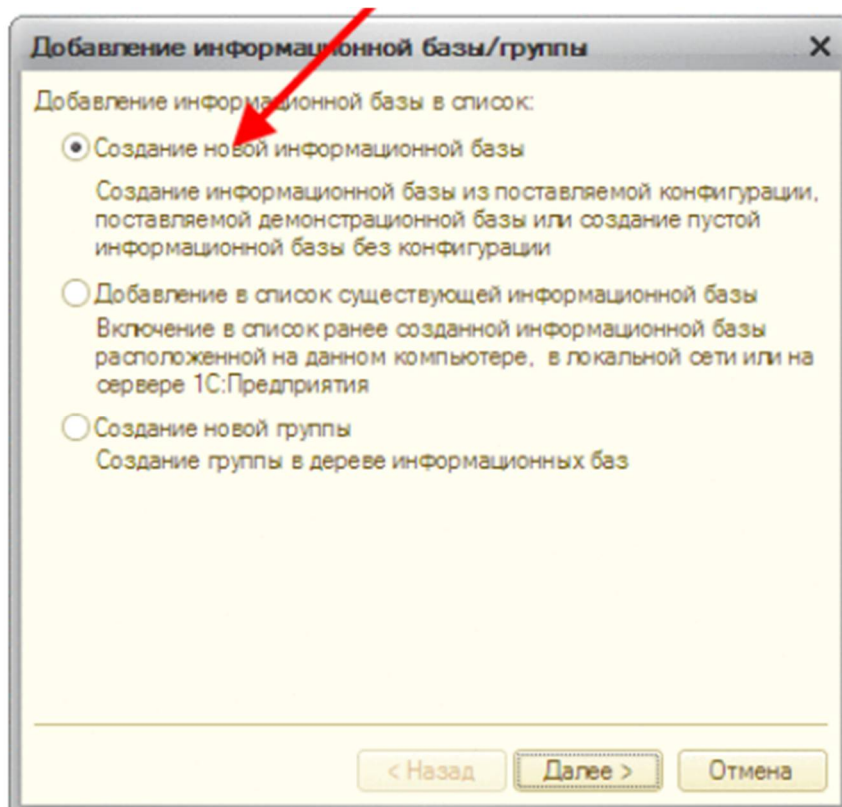 Добавление информационной базы/группы
Добавление информационной базы в список:
Создание новой информационной базы
Создание информационной базы из поставляемой конфигурации,
поставляемой демонстрационной базы или создание пустой
информационной базы без конфигурации
Добавление в список существующей информационной базы
Включение в список ранее созданной информационной базы
расположенной на данном компьютере, в локальной сети или на
сервере 1С:Предприятия
Создание новой группы
Создание группы в дереве информационных баз
< Назад Далее > Отмена